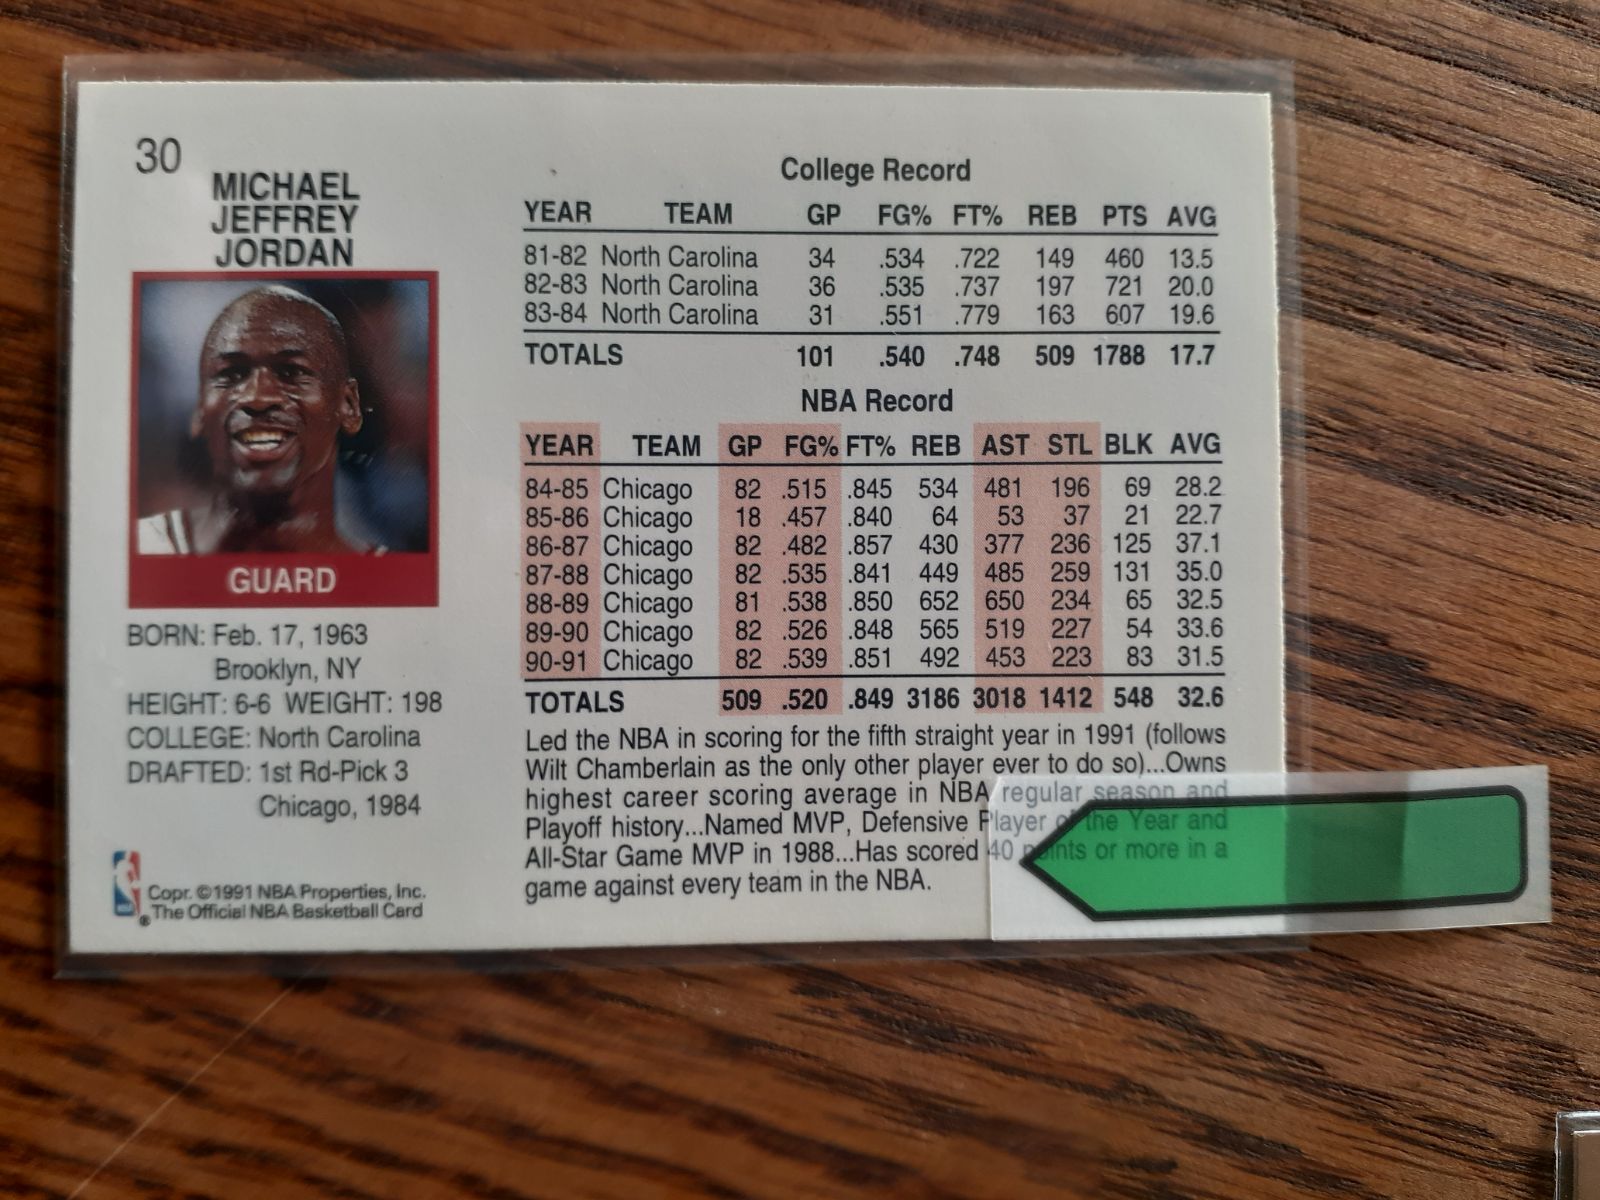 30
MICHAEL
JEFFREY
JORDAN
GUARD
BORN: Feb. 17, 1963
Brooklyn, NY
HEIGHT: 6-6 WEIGHT: 198
COLLEGE: North Carolina
DRAFTED: 1st Rd-Pick 3
Chicago, 1984
Copr. ©1991 NBA Properties, Inc.
® The Official NBA Basketball Card
College Record
YEAR TEAM GP FG% FT% REB PTS AVG
81-82 North Carolina 34 .534 .722 149 460 13.5
82-83 North Carolina 36 .535 .737 197 721 20.0
83-84 North Carolina 31 .551 .779 163 607 19.6
TOTALS 101 .540 .748 509 1788 17.7
NBA Record
YEAR TEAM GP FG% FT% REB AST STL BLK AVG
84-85 Chicago 82 .515 .845 534 481 196 69 28.2
85-86 Chicago 18 .457 .840 64 53 37 21 22.7
86-87 Chicago 82 .482 .857 430 377 236 125 37.1
87-88 Chicago 82 .535 .841 449 485 259 131 35.0
88-89 Chicago 81 .538 .850 652 650 234 65 32.5
89-90 Chicago 82 .526 .848 565 519 227 54 33.6
90-91 Chicago 82 .539 .851 492 453 223 83 31.5
TOTALS 509 .520 .849 3186 3018 1412 548 32.6
Led the NBA in scoring for the fifth straight year in 1991 (follows
Wilt Chamberlain as the only other player ever to do so)...Owns
highest career scoring average in NBA regular season and
Playoff history...Named MVP, Defensive Player of the Year and
All-Star Game MVP in 1988...Has scored 40 points or more in a
game against every team in the NBA.